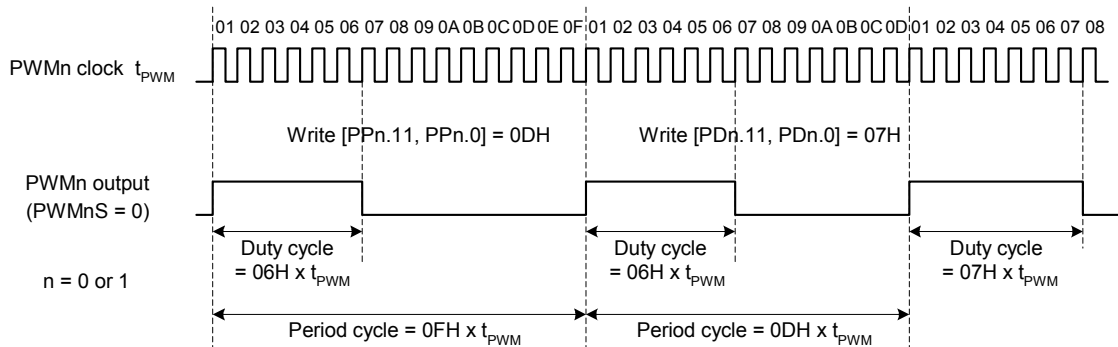 01 02 03 04 05 06 07 08 09 0A 0B 0C 0D 0E 0F 01 02 03 04 05 06 07 08 09 0A 0B 0C 0D 01 02 03 04 05 06 07 08
PWMn clock tPWM
Write [PPn.11, PPn.0] = 0DH
Write [PDn.11, PDn.0] = 07H
PWMn output
(PWMnS = 0)
Duty cycle
= 06H x tPWM
Duty cycle
= 06H x tPWM
Duty cycle
= 07H x tPWM
n = 0 or 1
Period cycle = 0FH x tPWM
Period cycle = 0DH x tPWM